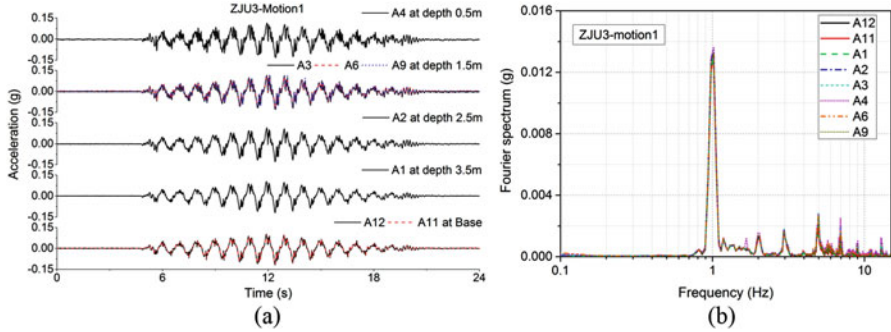 ZJU3-Motion1
0.15
0.00
-0.15
A4 at depth 0.5m
0.15
0.00
-0.15
A3 A6 A9 at depth 1.5m
0.15
0.00
-0.15
A2 at depth 2.5m
0.15
0.00
-0.15
A1 at depth 3.5m
0.15
0.00
-0.15
A12 A11 at Base
Acceleration (g)
0 6 12 18 24
Time (s)
(a)
ZJU3-motion1
A12
A11
A1
A2
A3
A4
A6
A9
0.016
0.012
0.008
0.004
0.000
Fourier spectrum (g)
0.1 1 10
Frequency (Hz)
(b)